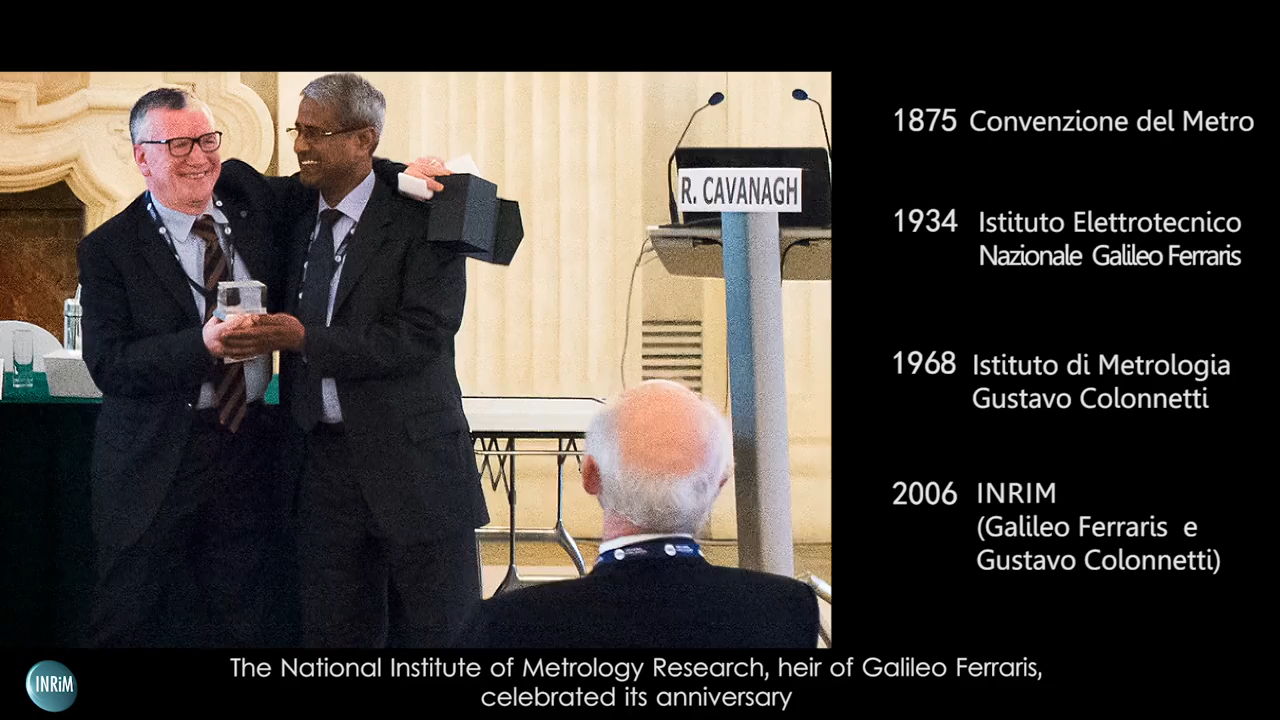 R. CAVANAGH
1875 Convenzione del Metro
1934 Istituto Elettrotecnico
Nazionale Galileo Ferraris
1968 Istituto di Metrologia
Gustavo Colonnetti
2006 INRIM
(Galileo Ferraris e
Gustavo Colonnetti)
The National Institute of Metrology Research, heir of Galileo Ferraris,
celebrated its anniversary
INRiM